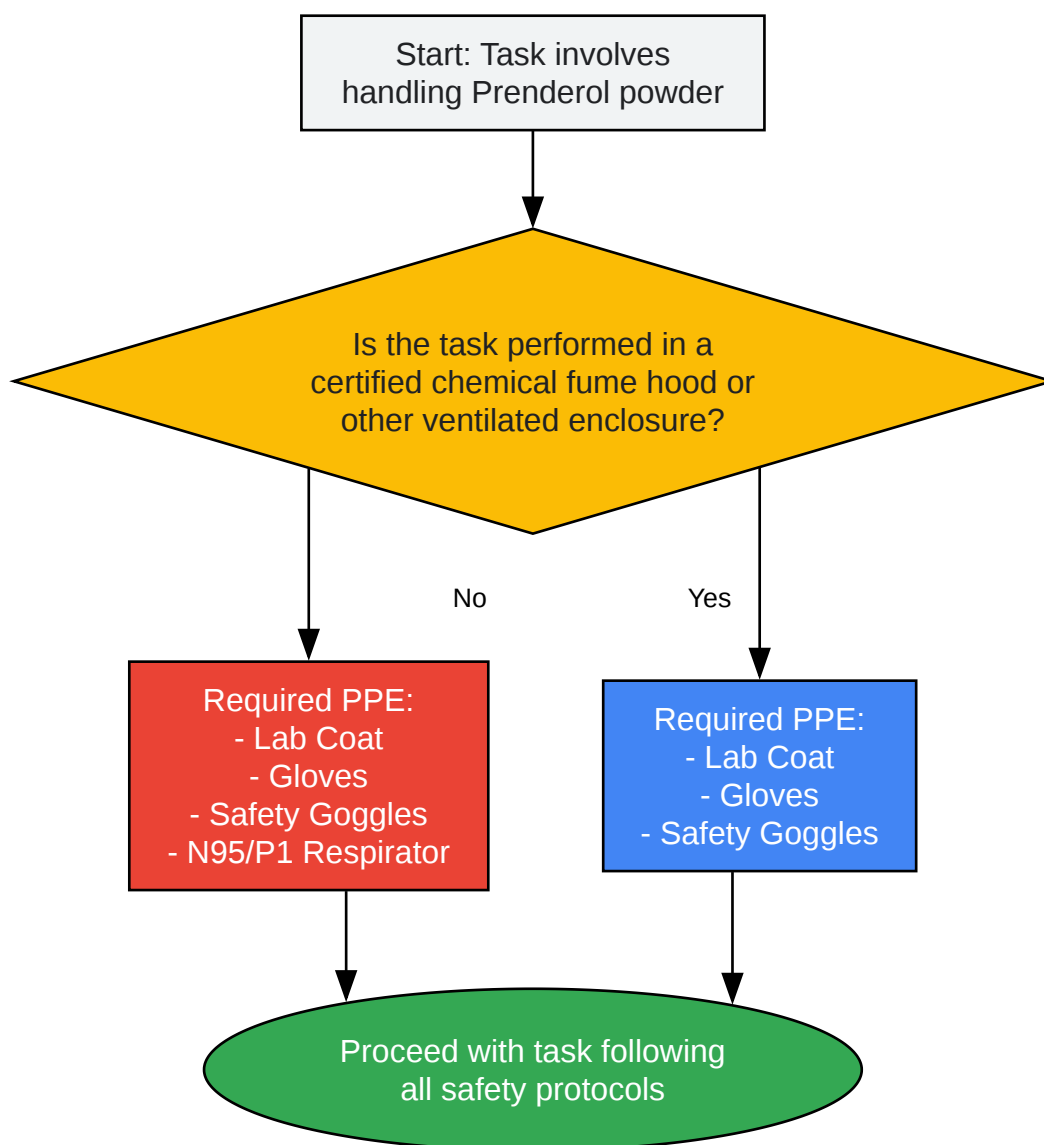 Start: Task involves
handling Prenderol powder
Is the task performed in a
certified chemical fume hood or
other ventilated enclosure?
No
Yes
Required PPE:
- Lab Coat
- Gloves
- Safety Goggles
- N95/P1 Respirator
Required PPE:
- Lab Coat
- Gloves
- Safety Goggles
Proceed with task following
all safety protocols